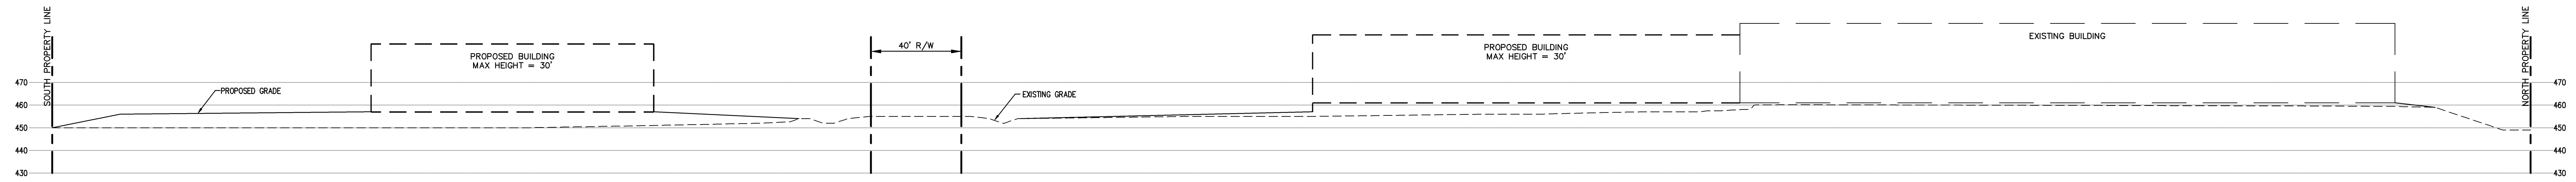 SOUTH PROPERTY LINE
PROPOSED BUILDING
MAX HEIGHT = 30'
40' R/W
PROPOSED BUILDING
MAX HEIGHT = 30'
EXISTING BUILDING
NORTH PROPERTY LINE
PROPOSED GRADE
EXISTING GRADE
470
470
460
460
450
450
440
440
430
430